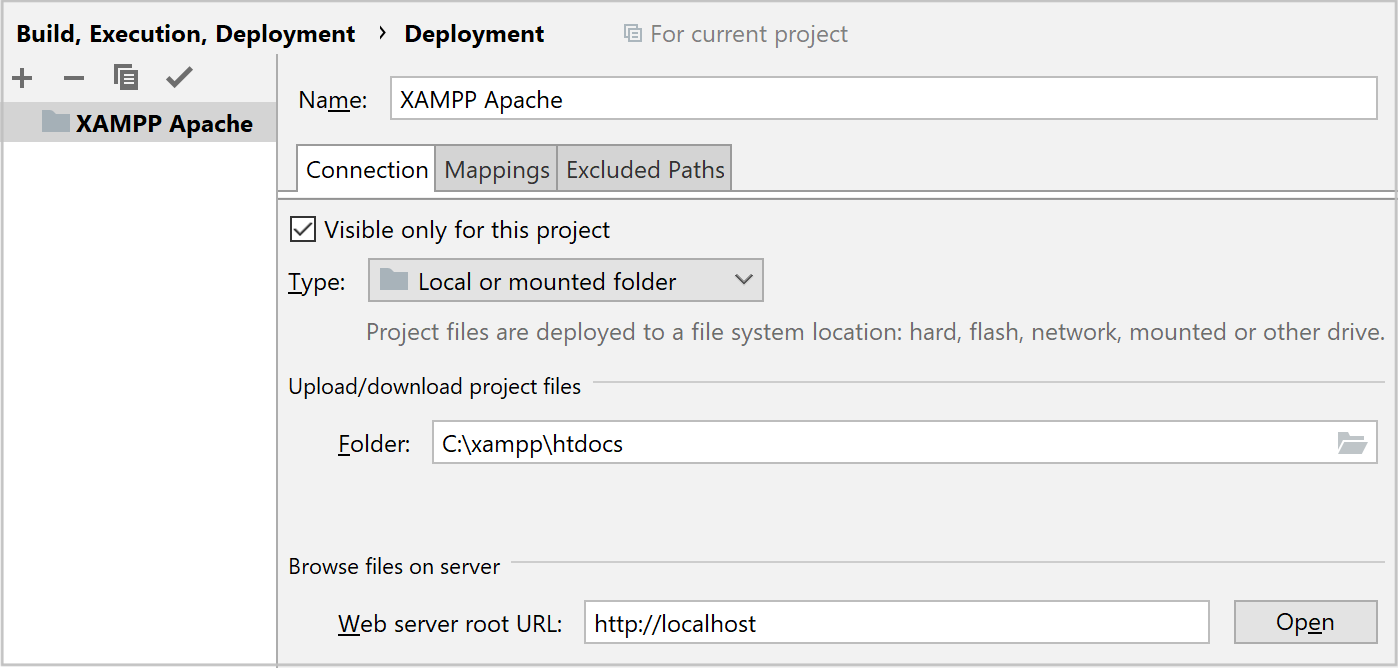 Build, Execution, Deployment › Deployment For current project
XAMPP Apache
Name: XAMPP Apache
Connection Mappings Excluded Paths
Visible only for this project
Type: Local or mounted folder
Project files are deployed to a file system location: hard, flash, network, mounted or other drive.
Upload/download project files
Folder: C:\xampp\htdocs
Browse files on server
Web server root URL: http://localhost Open